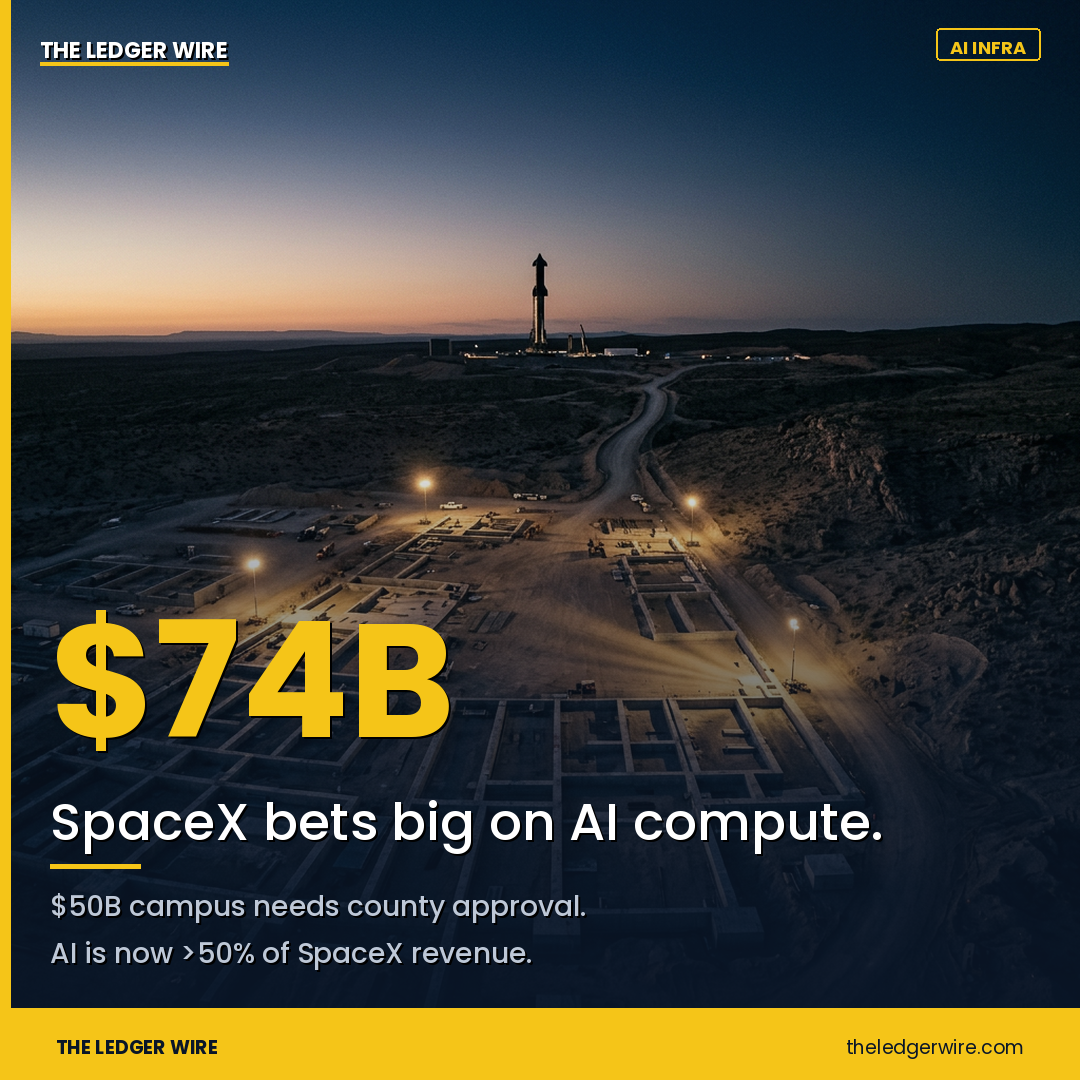 THE LEDGER WIRE
AI INFRA
$74B
SpaceX bets big on AI compute.
$50B campus needs county approval.
AI is now >50% of SpaceX revenue.
THE LEDGER WIRE
theledgerwire.com